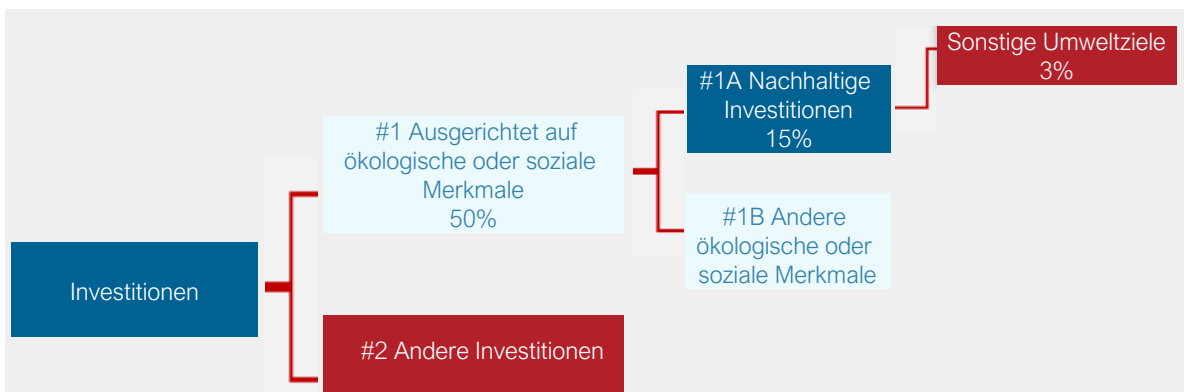 Investitionen
#1 Ausgerichtet auf
ökologische oder soziale
Merkmale
50%
#2 Andere Investitionen
#1A Nachhaltige
Investitionen
15%
#1B Andere
ökologische oder
soziale Merkmale
Sonstige Umweltziele
3%